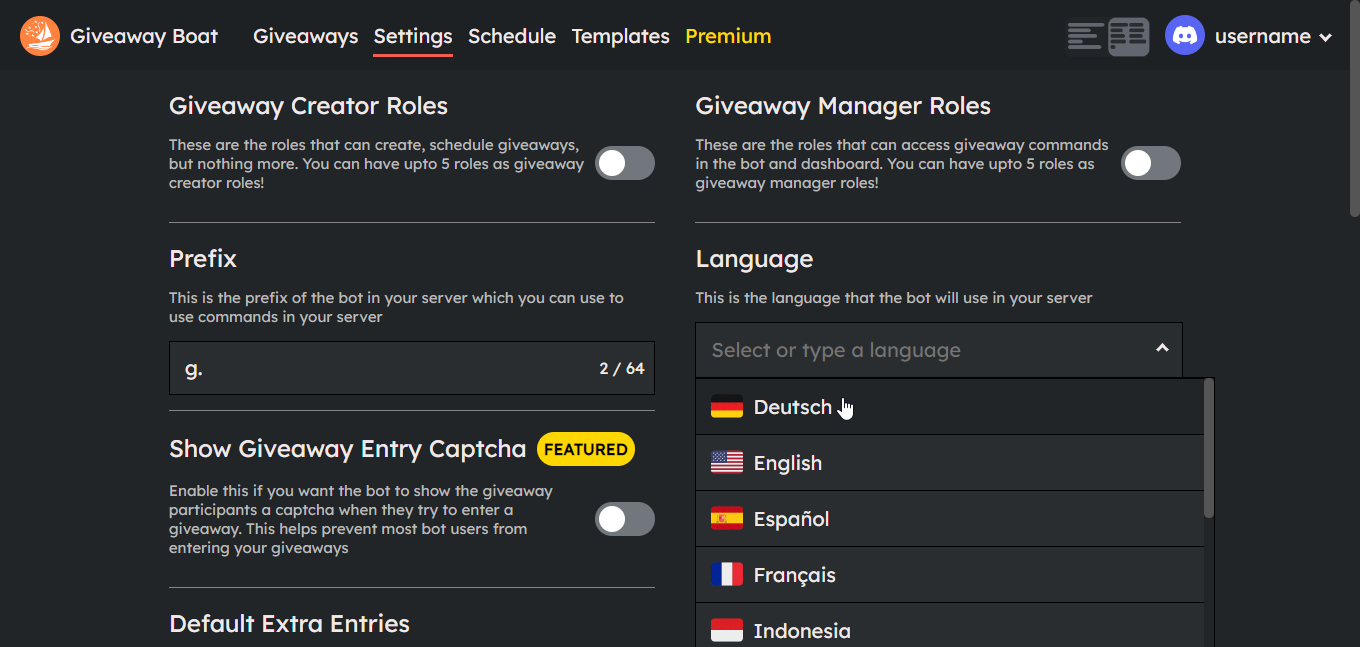 Giveaway Boat Giveaways Settings Schedule Templates Premium username
Giveaway Creator Roles
These are the roles that can create, schedule giveaways,
but nothing more. You can have upto 5 roles as giveaway
creator roles!
Giveaway Manager Roles
These are the roles that can access giveaway commands
in the bot and dashboard. You can have upto 5 roles as
giveaway manager roles!
Prefix
This is the prefix of the bot in your server which you can use to
use commands in your server
g. 2 / 64
Language
This is the language that the bot will use in your server
Select or type a language
Deutsch
English
Español
Français
Indonesia
Show Giveaway Entry Captcha FEATURED
Enable this if you want the bot to show the giveaway
participants a captcha when they try to enter a
giveaway. This helps prevent most bot users from
entering your giveaways
Default Extra Entries